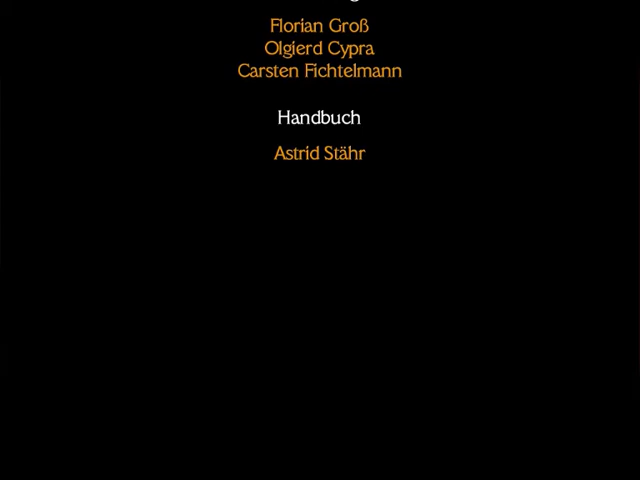 Florian Groß
Olgierd Cypra
Carsten Fichtelmann
Handbuch
Astrid Stähr